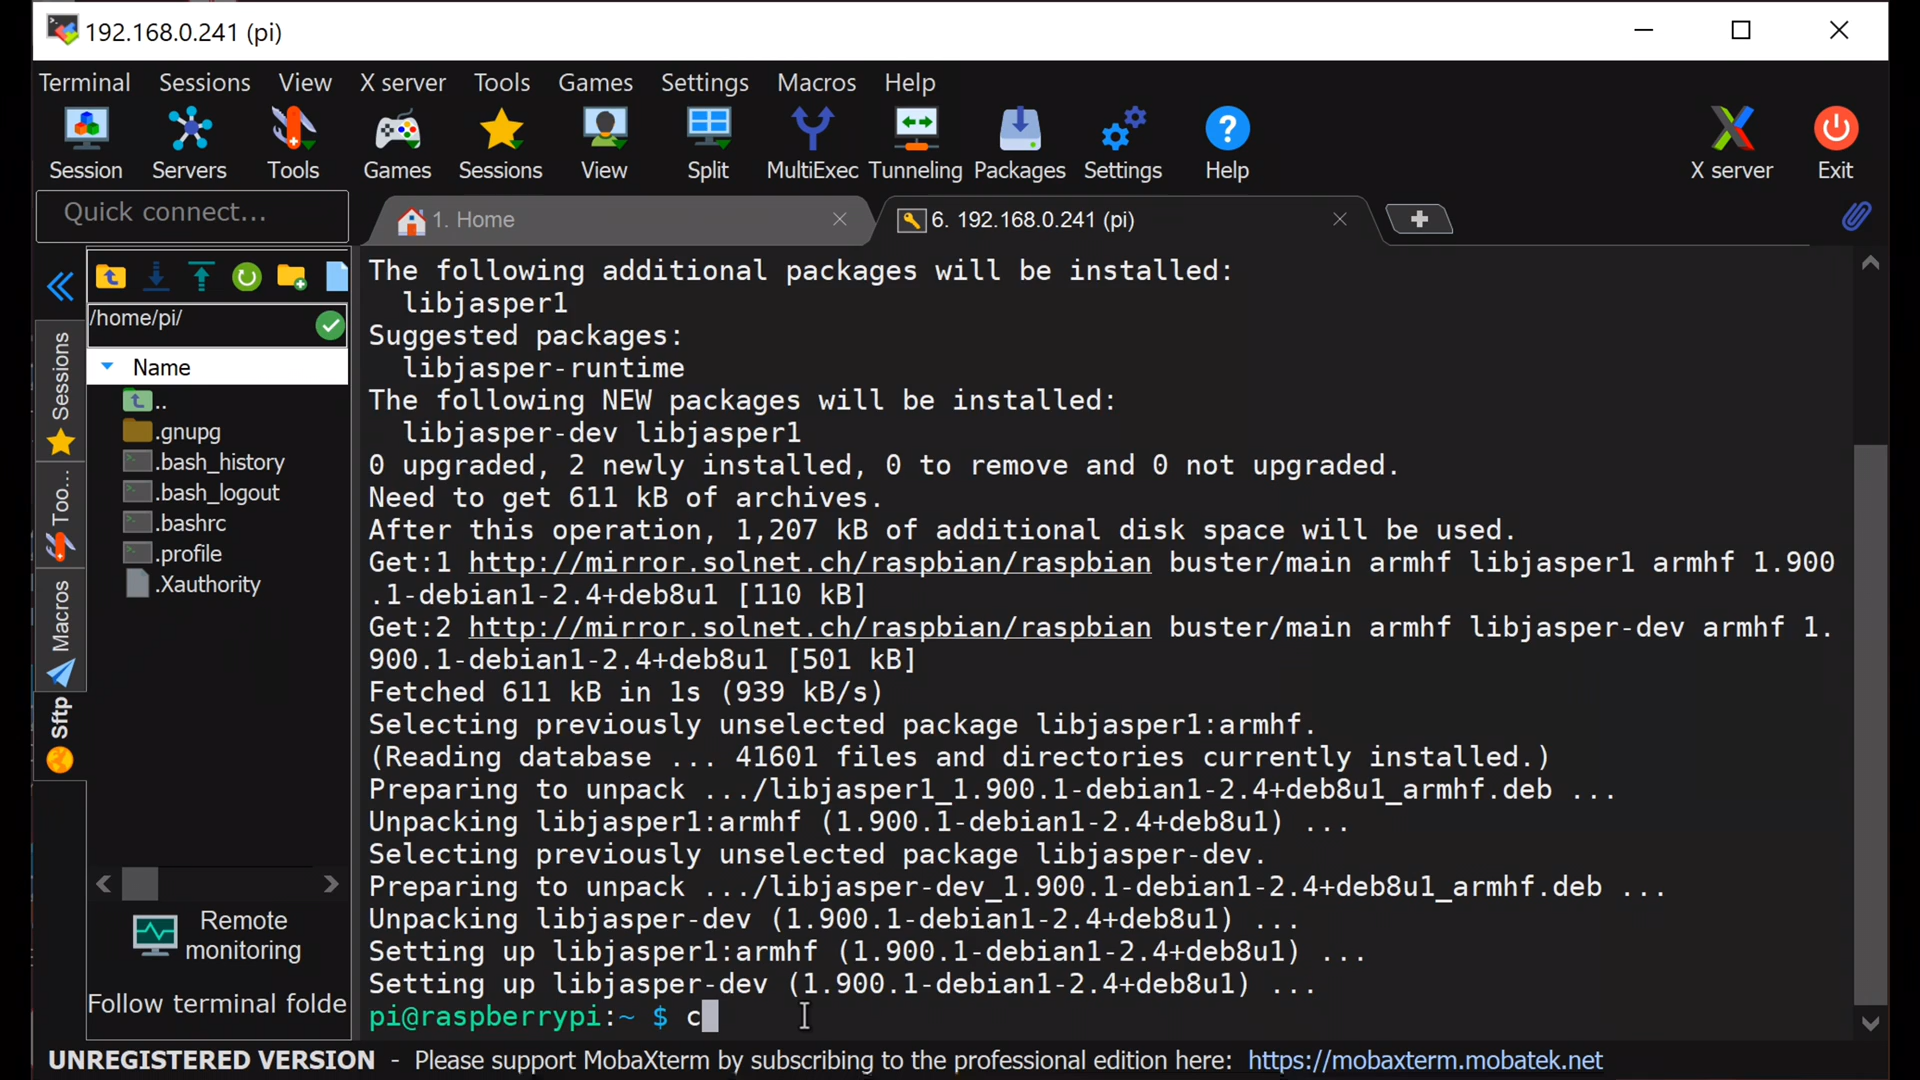 192.168.0.241 (pi)
Terminal Sessions View X server Tools Games Settings Macros Help
Session Servers Tools Games Sessions View Split MultiExec Tunneling Packages Settings Help X server Exit
Quick connect...
1. Home
6. 192.168.0.241 (pi)
/home/pi/
Name
..
.gnupg
.bash_history
.bash_logout
.bashrc
.profile
.Xauthority
Sessions
Too...
Macros
Sftp
Remote
monitoring
Follow terminal folde
The following additional packages will be installed:
libjasper1
Suggested packages:
libjasper-runtime
The following NEW packages will be installed:
libjasper-dev libjasper1
0 upgraded, 2 newly installed, 0 to remove and 0 not upgraded.
Need to get 611 kB of archives.
After this operation, 1,207 kB of additional disk space will be used.
Get:1 http://mirror.solnet.ch/raspbian/raspbian buster/main armhf libjasper1 armhf 1.900
.1-debian1-2.4+deb8u1 [110 kB]
Get:2 http://mirror.solnet.ch/raspbian/raspbian buster/main armhf libjasper-dev armhf 1.
900.1-debian1-2.4+deb8u1 [501 kB]
Fetched 611 kB in 1s (939 kB/s)
Selecting previously unselected package libjasper1:armhf.
(Reading database ... 41601 files and directories currently installed.)
Preparing to unpack .../libjasper1_1.900.1-debian1-2.4+deb8u1_armhf.deb ...
Unpacking libjasper1:armhf (1.900.1-debian1-2.4+deb8u1) ...
Selecting previously unselected package libjasper-dev.
Preparing to unpack .../libjasper-dev_1.900.1-debian1-2.4+deb8u1_armhf.deb ...
Unpacking libjasper-dev (1.900.1-debian1-2.4+deb8u1) ...
Setting up libjasper1:armhf (1.900.1-debian1-2.4+deb8u1) ...
Setting up libjasper-dev (1.900.1-debian1-2.4+deb8u1) ...
pi@raspberrypi:~ $ c
UNREGISTERED VERSION - Please support MobaXterm by subscribing to the professional edition here: https://mobaxterm.mobatek.net